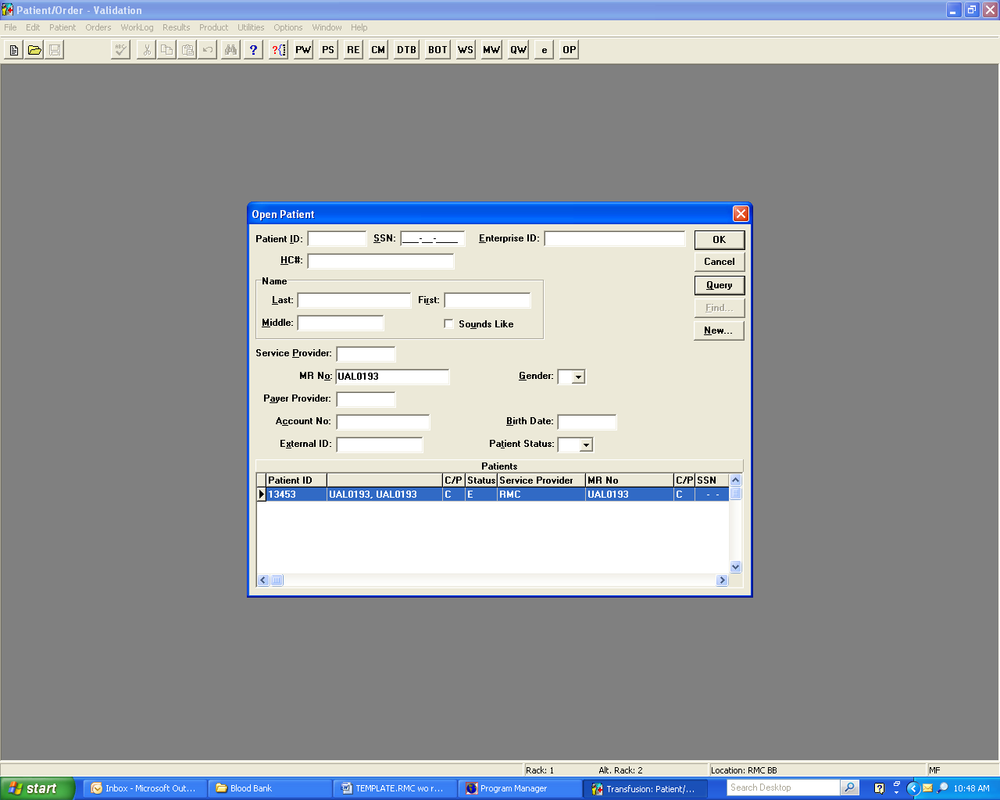 Patient/Order - Validation
File Edit Patient Orders WorkLog Results Product Utilities Options Window Help
ABC ? ?{ PW PS RE CM DTB BOT WS MW QW e OP
Open Patient
Patient ID: SSN: ___-__-____ Enterprise ID: OK
HC#: Cancel
Name
Query
Last: First:
Find...
Middle: Sounds Like
New...
Service Provider:
MR No: UAL0193 Gender:
Payer Provider:
Account No: Birth Date:
External ID: Patient Status:
Patients
Patient ID C/P Status Service Provider MR No C/P SSN
13453 UAL0193, UAL0193 C E RMC UAL0193 C - -
Rack: 1 Alt. Rack: 2 Location: RMC BB MF
start Inbox - Microsoft Out... Blood Bank TEMPLATE.RMC wo r... Program Manager Transfusion: Patient/... Search Desktop ? 10:48 AM